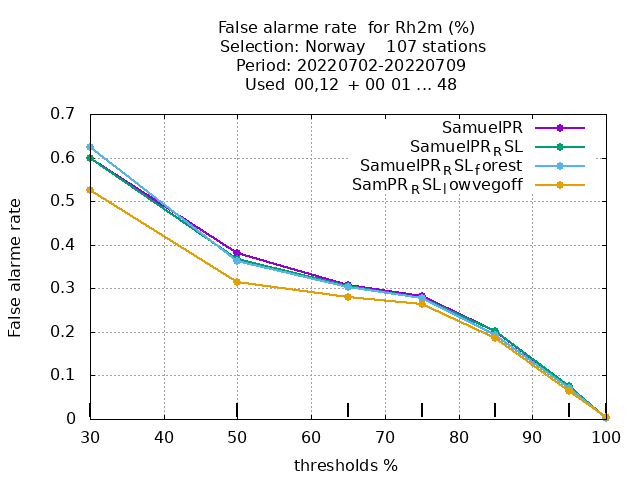 False alarme rate  for Rh2m (%)
Selection: Norway    107 stations
Period: 20220702-20220709
Used  00,12  + 00 01 ... 48
0.7
0.6
0.5
0.4
0.3
0.2
0.1
0
False alarme rate
SamuelPR
SamuelPR_RSL
SamuelPR_RSL_forest
SamPR_RSL_lowvegoff
30 40 50 60 70 80 90 100
thresholds %